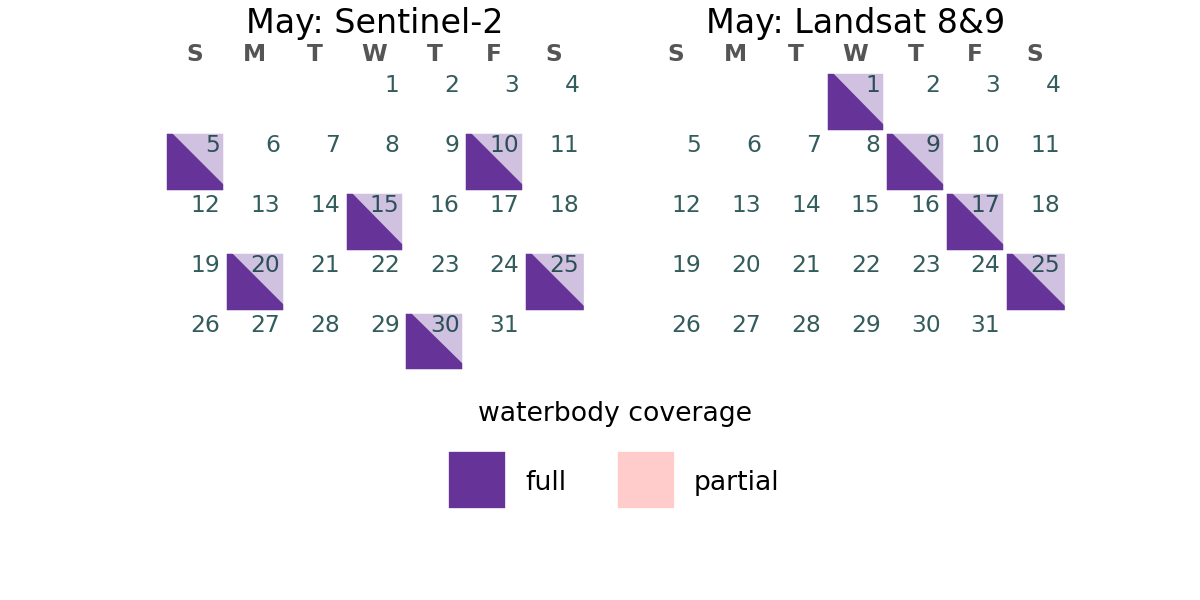 May: Sentinel-2
S M T W T F S
1 2 3 4
5 6 7 8 9 10 11
12 13 14 15 16 17 18
19 20 21 22 23 24 25
26 27 28 29 30 31
May: Landsat 8&9
S M T W T F S
1 2 3 4
5 6 7 8 9 10 11
12 13 14 15 16 17 18
19 20 21 22 23 24 25
26 27 28 29 30 31
waterbody coverage
full
partial